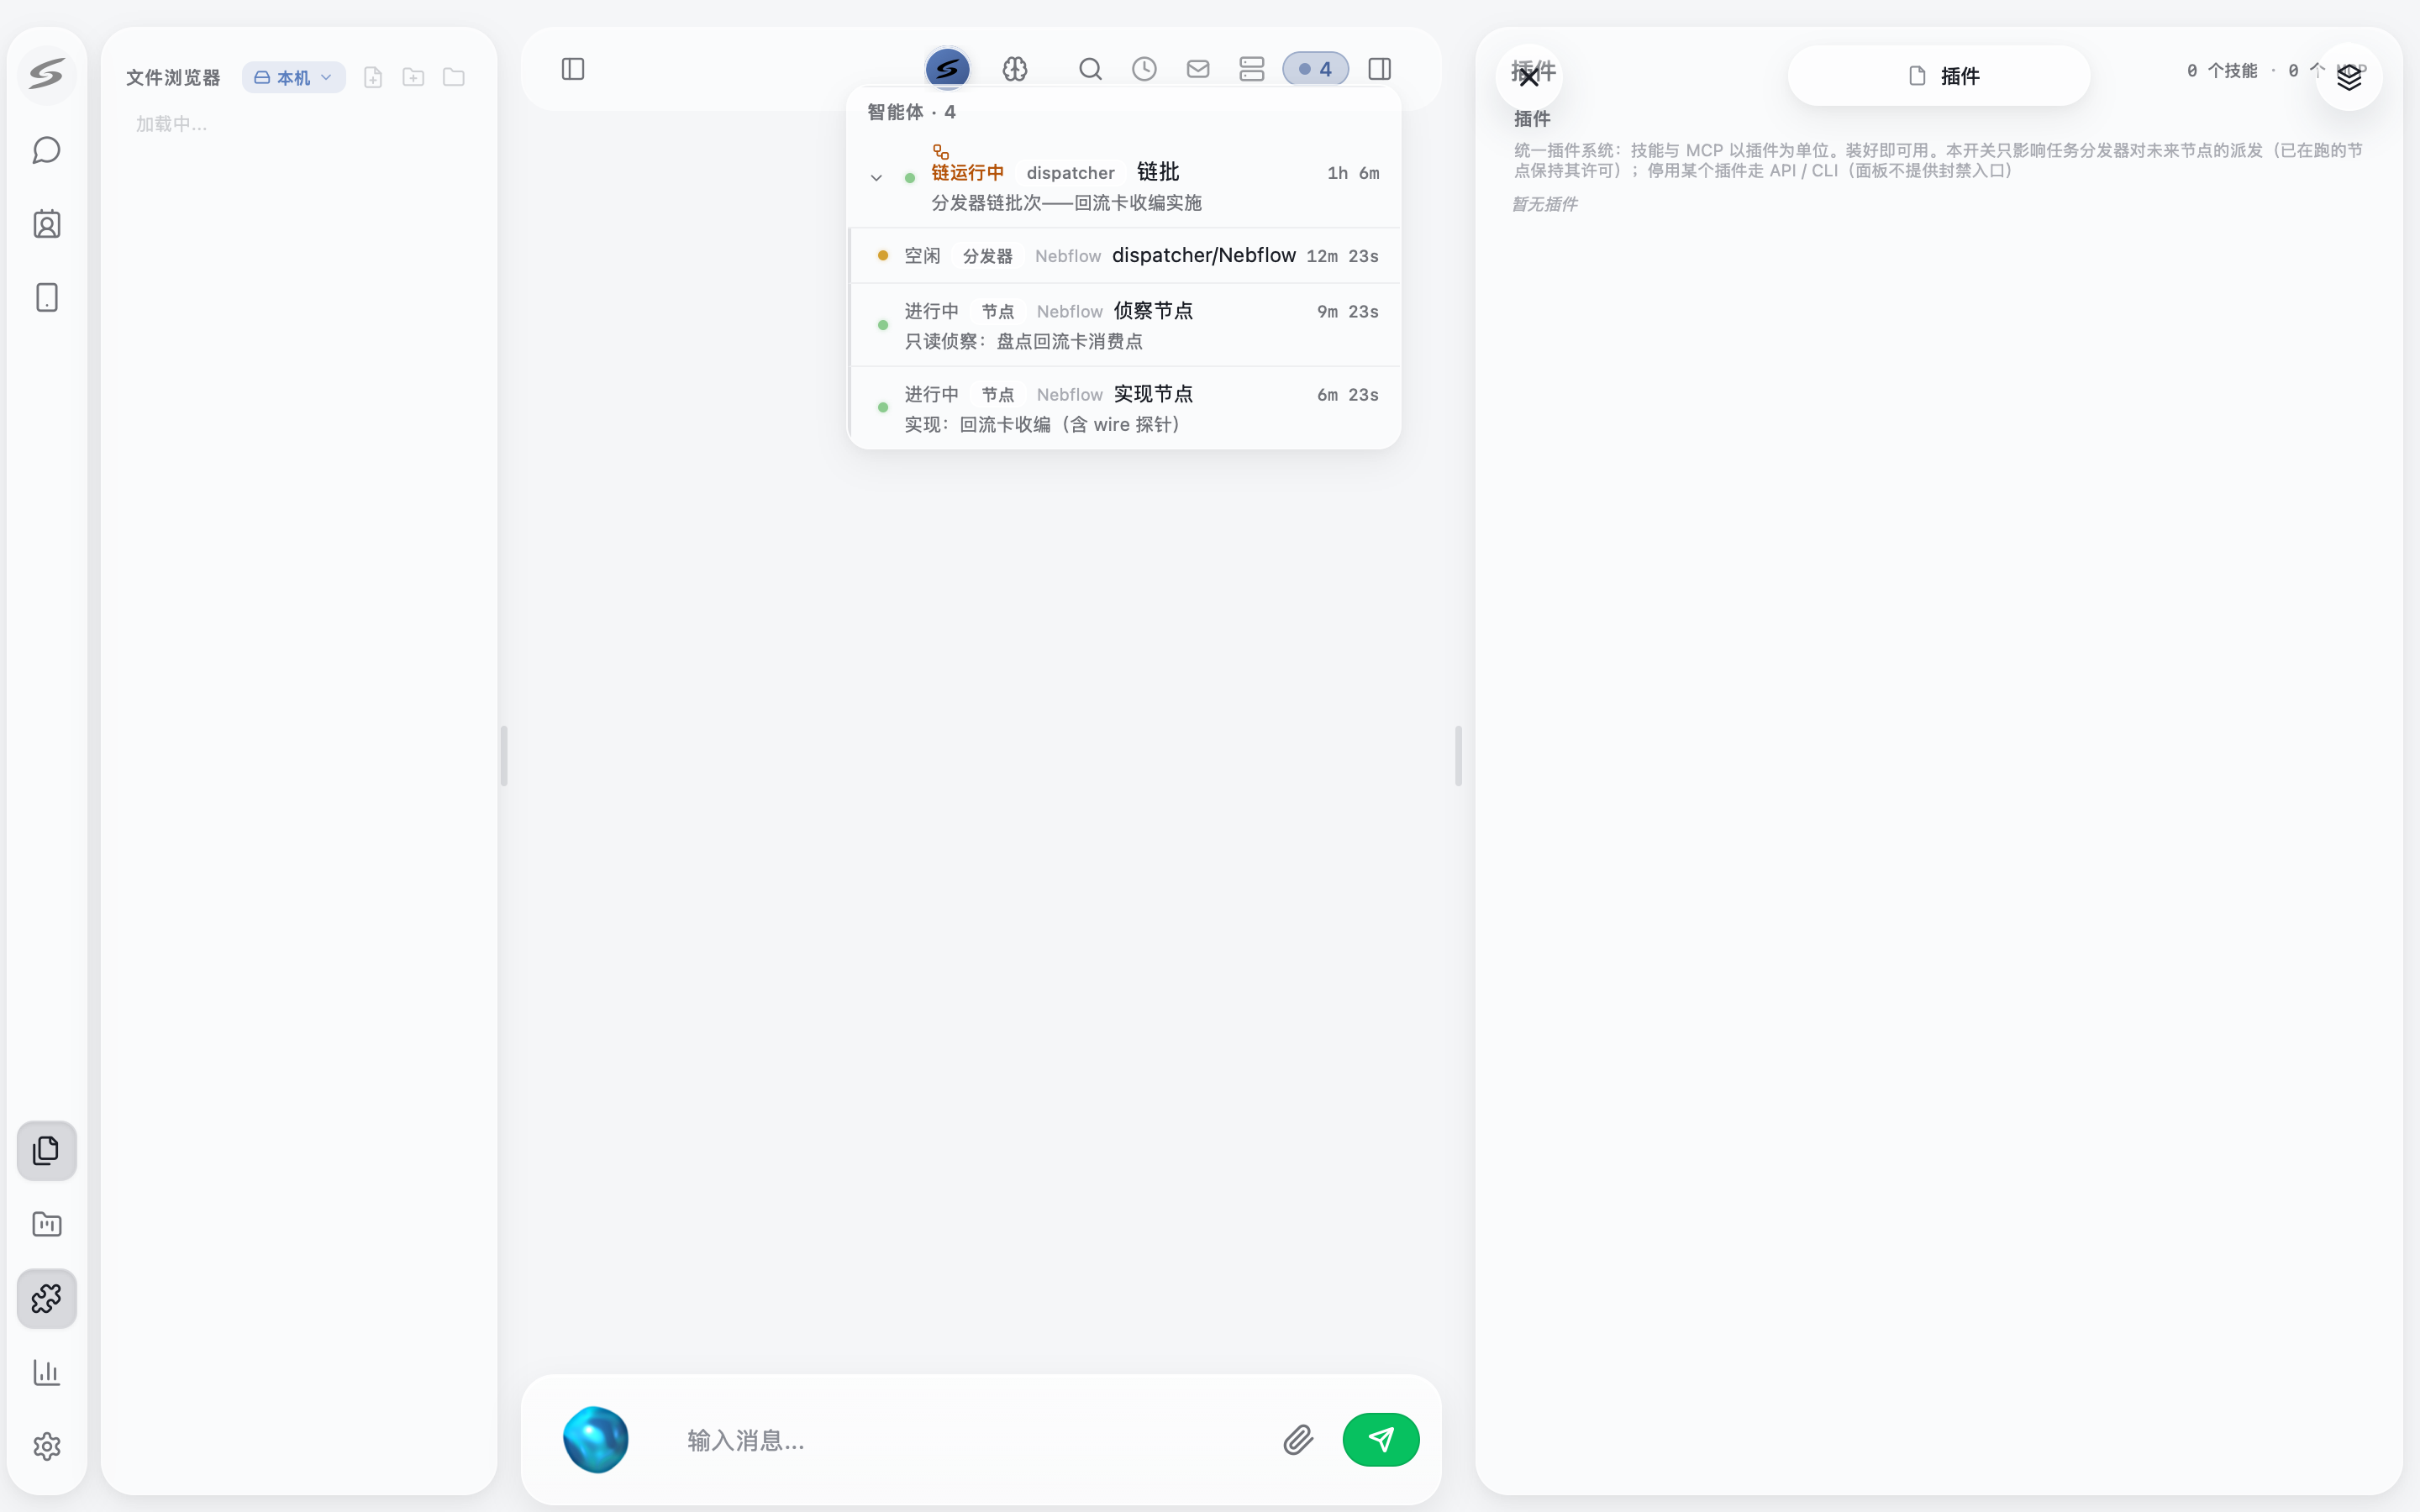 文件浏览器 本机
加载中...
4
智能体 · 4
链运行中 dispatcher 链批 1h 6m
分发器链批次——回流卡收编实施
空闲 分发器 Nebflow dispatcher/Nebflow 12m 23s
进行中 节点 Nebflow 侦察节点 9m 23s
只读侦察：盘点回流卡消费点
进行中 节点 Nebflow 实现节点 6m 23s
实现：回流卡收编（含 wire 探针）
输入消息...
插件 插件 0 个技能 · 0 个 MCP
插件
统一插件系统：技能与 MCP 以插件为单位。装好即可用。本开关只影响任务分发器对未来节点的派发（已在跑的节
点保持其许可）；停用某个插件走 API / CLI（面板不提供封禁入口）
暂无插件